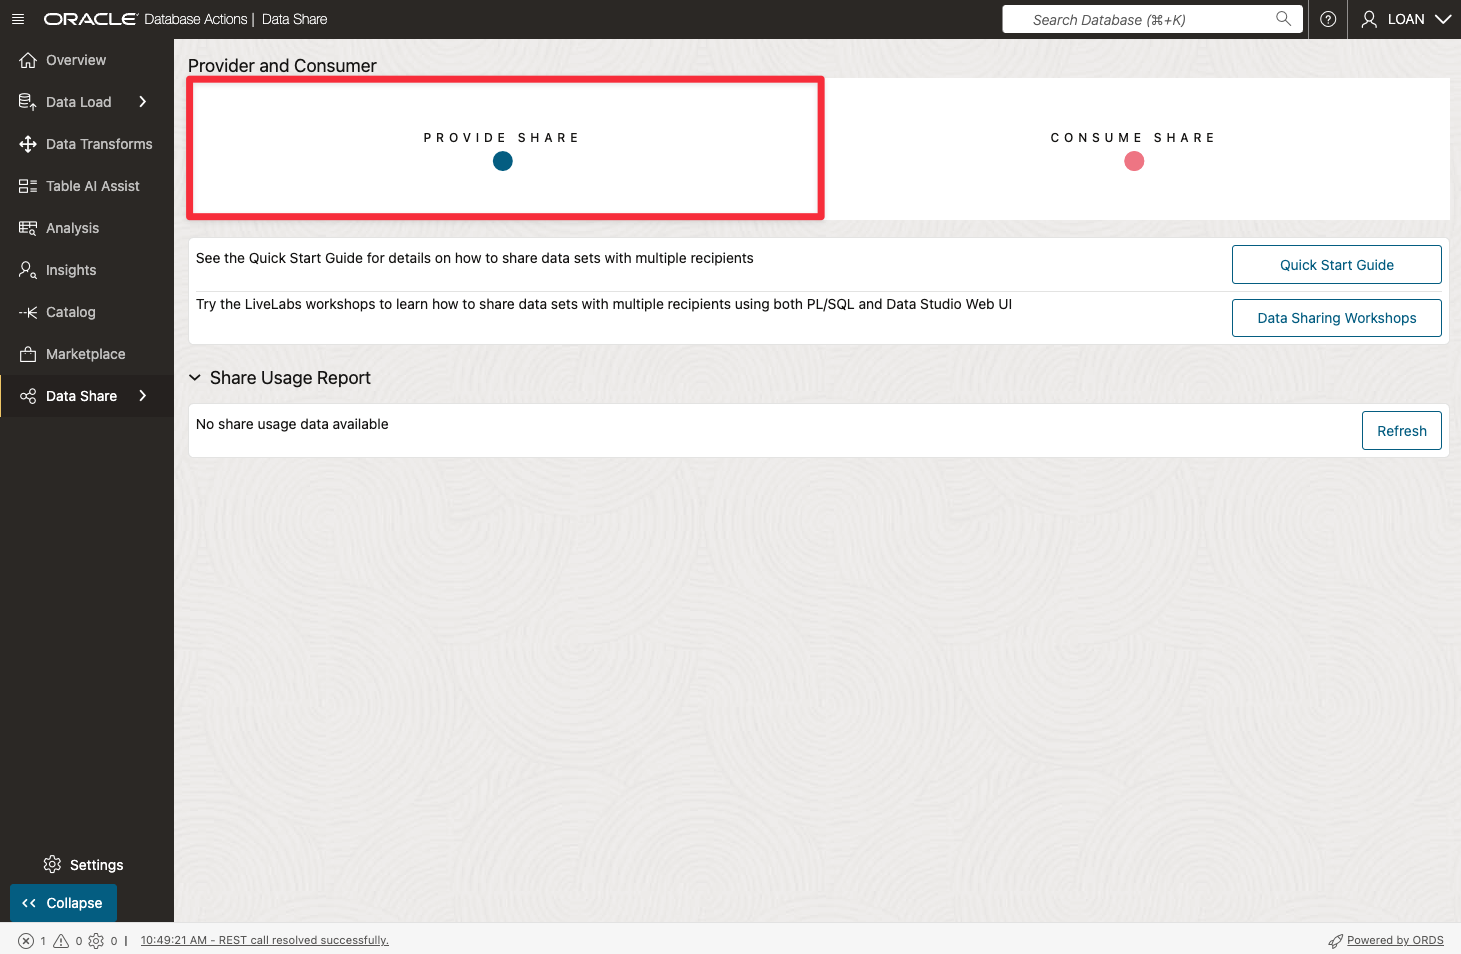 ORACLE Database Actions | Data Share
Search Database (⌘+K)
LOAN
Overview
Data Load
Data Transforms
Table AI Assist
Analysis
Insights
Catalog
Marketplace
Data Share
Settings
Collapse
Provider and Consumer
PROVIDE SHARE
CONSUME SHARE
See the Quick Start Guide for details on how to share data sets with multiple recipients
Quick Start Guide
Try the LiveLabs workshops to learn how to share data sets with multiple recipients using both PL/SQL and Data Studio Web UI
Data Sharing Workshops
Share Usage Report
No share usage data available
Refresh
1 0 0 | 10:49:21 AM - REST call resolved successfully.
Powered by ORDS